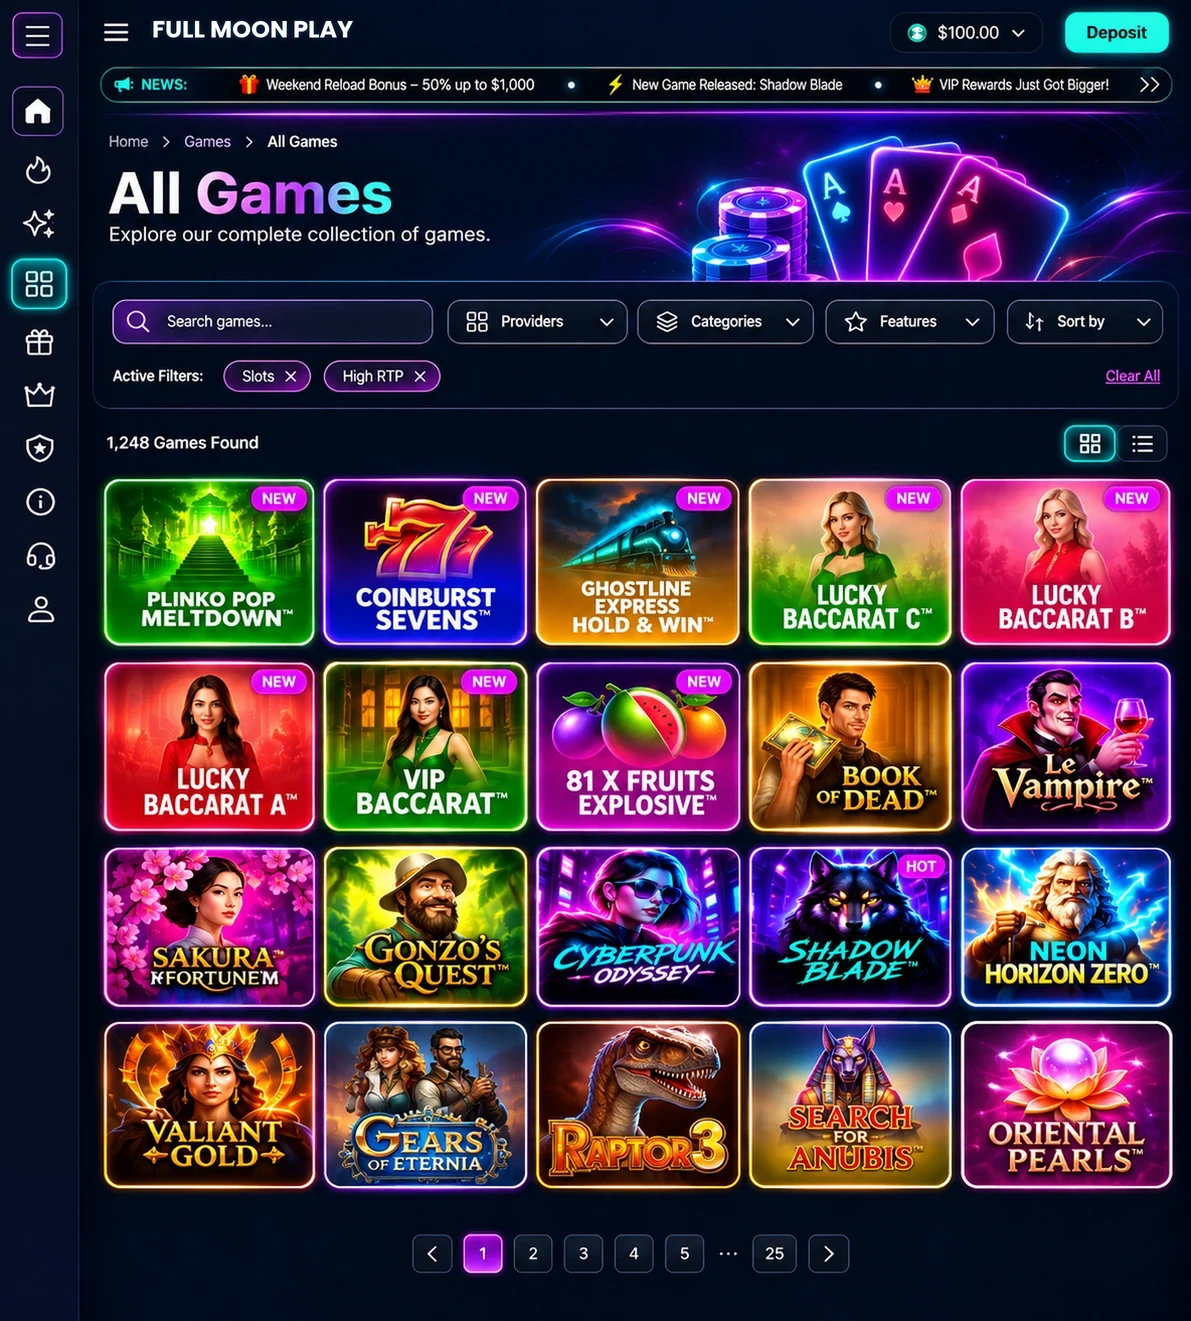 FULL MOON PLAY
$100.00
Deposit
NEWS: Weekend Reload Bonus – 50% up to $1,000 • New Game Released: Shadow Blade • VIP Rewards Just Got Bigger!
Home > Games > All Games
All Games
Explore our complete collection of games.
Search games...
Providers
Categories
Features
Sort by
Active Filters:
Slots
High RTP
Clear All
1,248 Games Found
NEW
PLINKO POP
MELTDOWN™
NEW
COINBURST
SEVENS™
NEW
GHOSTLINE
EXPRESS
HOLD & WIN™
NEW
LUCKY
BACCARAT C™
NEW
LUCKY
BACCARAT B™
NEW
LUCKY
BACCARAT A™
NEW
VIP
BACCARAT™
NEW
81 X FRUITS
EXPLOSIVE™
BOOK
OF DEAD™
Le
Vampire™
SAKURA™
GONZO'S
QUEST™
CYBERPUNK
ODYSSEY
HOT
SHADOW
BLADE™
NEON
HORIZON ZERO™
VALIANT
GOLD
GEARS
OF ETERNIA
RAPTOR 3
SEARCH
FOR
ANUBIS™
ORIENTAL
PEARLS™
A
A
A
1
2
3
4
5
...
25